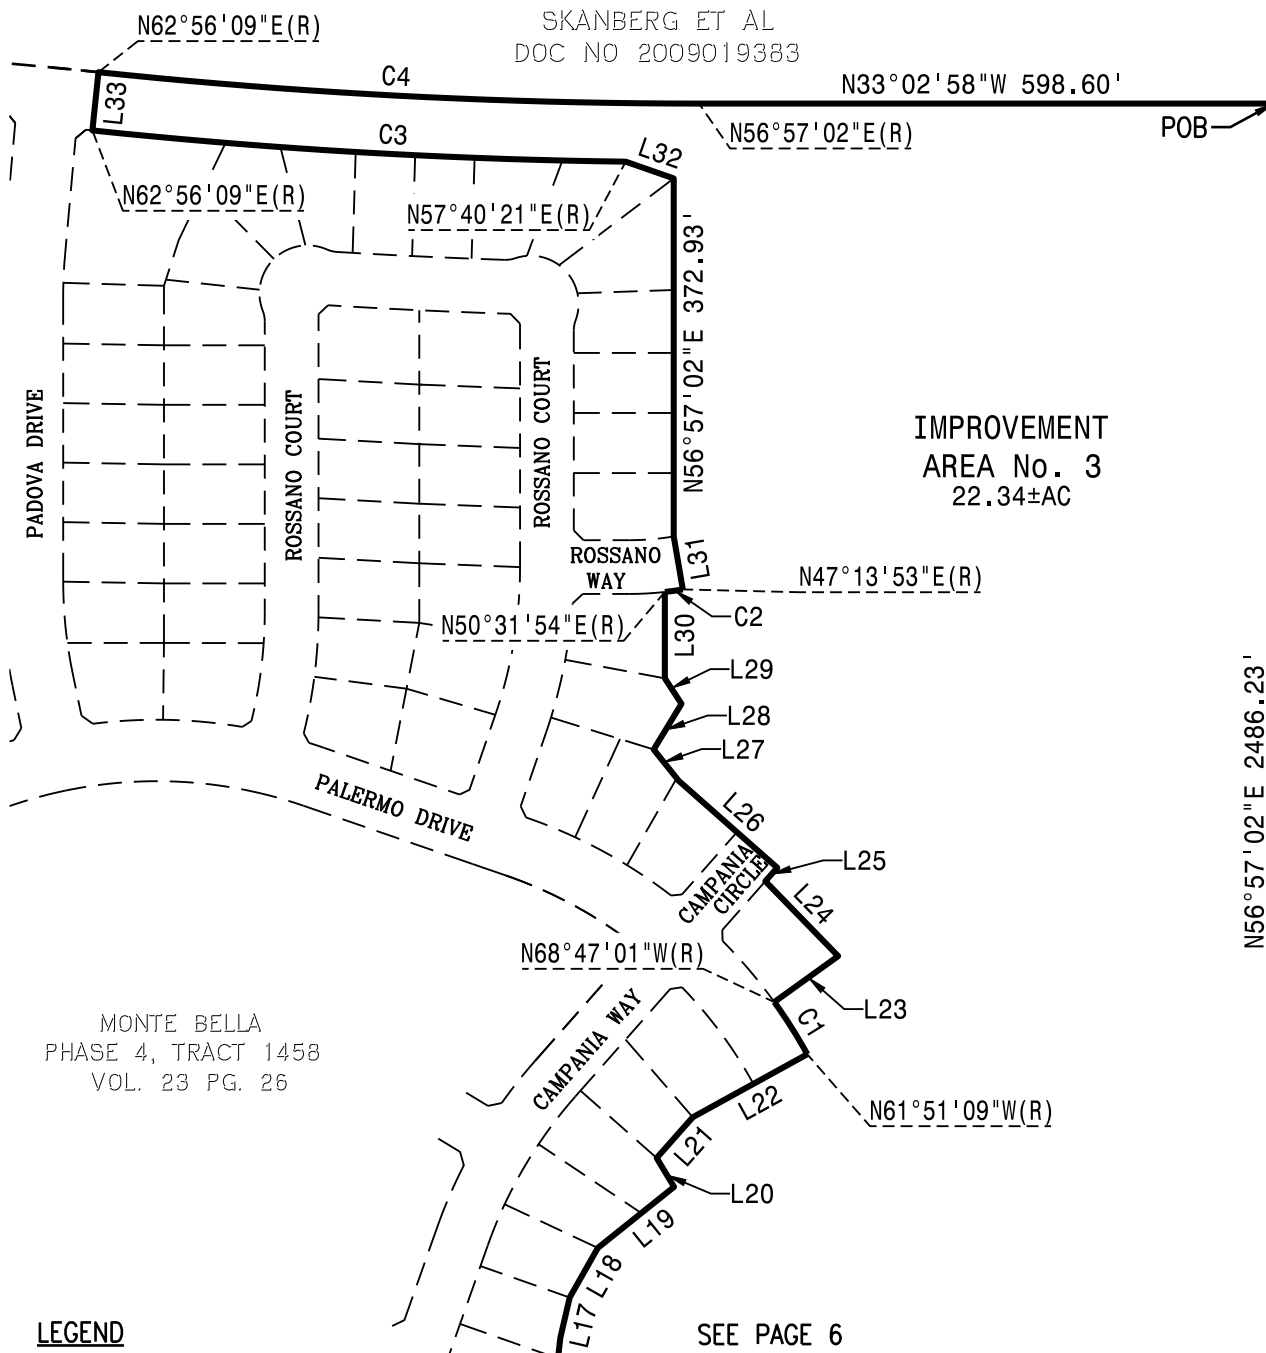 N62°56'09"E(R)
SKANBERG ET AL
DOC NO 2009019383
C4
N33°02'58"W 598.60'
L33
C3
L32
N56°57'02"E(R)
POB
N62°56'09"E(R)
N57°40'21"E(R)
N56°57'02"E 372.93'
PADOVA DRIVE
ROSSANO COURT
ROSSANO COURT
IMPROVEMENT
AREA No. 3
22.34±AC
ROSSANO
WAY
L31
N47°13'53"E(R)
C2
N50°31'54"E(R)
L30
L29
L28
L27
N56°57'02"E 2486.23'
PALERMO DRIVE
L26
CAMPANIA
CIRCLE
L25
L24
N68°47'01"W(R)
L23
C1
MONTE BELLA
PHASE 4, TRACT 1458
VOL. 23 PG. 26
CAMPANIA WAY
L22
N61°51'09"W(R)
L21
L20
L19
L18
L17
LEGEND
SEE PAGE 6